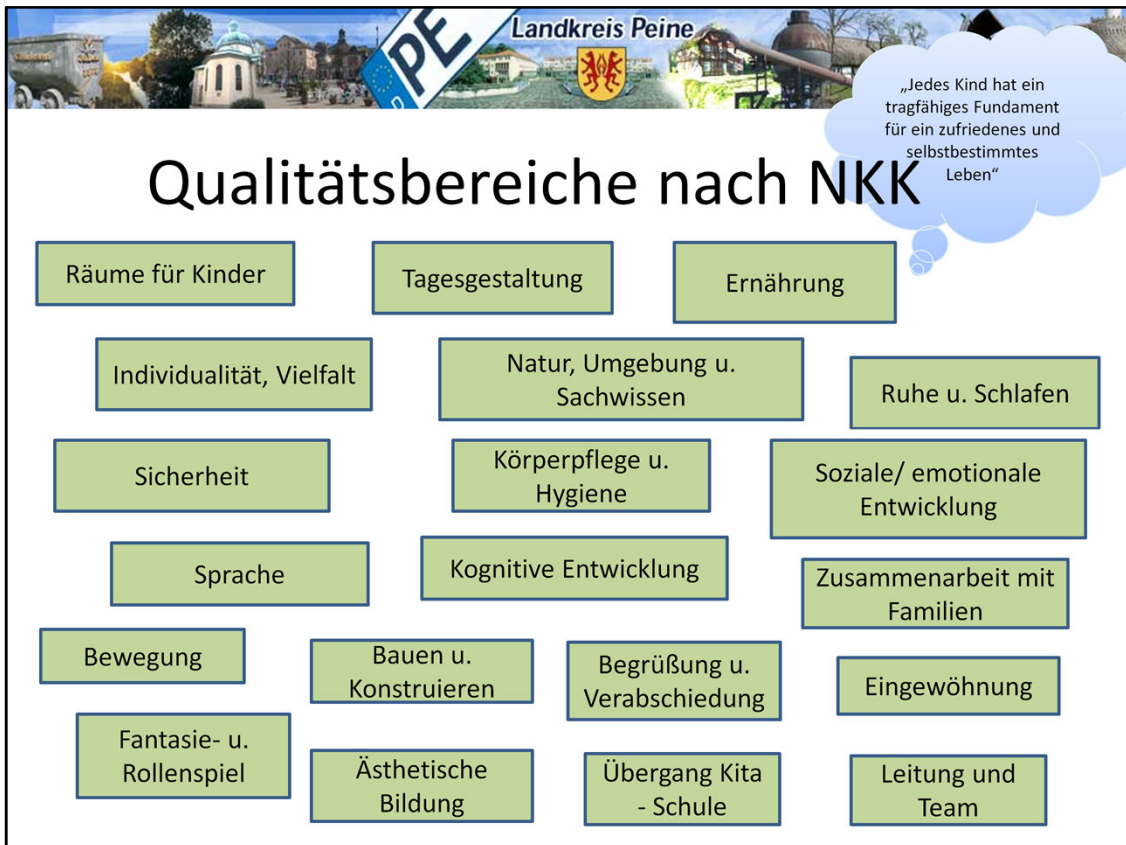 PE
D
Landkreis Peine
„Jedes Kind hat ein
tragfähiges Fundament
für ein zufriedenes und
selbstbestimmtes
Leben“
Qualitätsbereiche nach NKK
Räume für Kinder
Tagesgestaltung
Ernährung
Individualität, Vielfalt
Natur, Umgebung u.
Sachwissen
Ruhe u. Schlafen
Sicherheit
Körperpflege u.
Hygiene
Soziale/ emotionale
Entwicklung
Sprache
Kognitive Entwicklung
Zusammenarbeit mit
Familien
Bewegung
Bauen u.
Konstruieren
Begrüßung u.
Verabschiedung
Eingewöhnung
Fantasie- u.
Rollenspiel
Ästhetische
Bildung
Übergang Kita
- Schule
Leitung und
Team